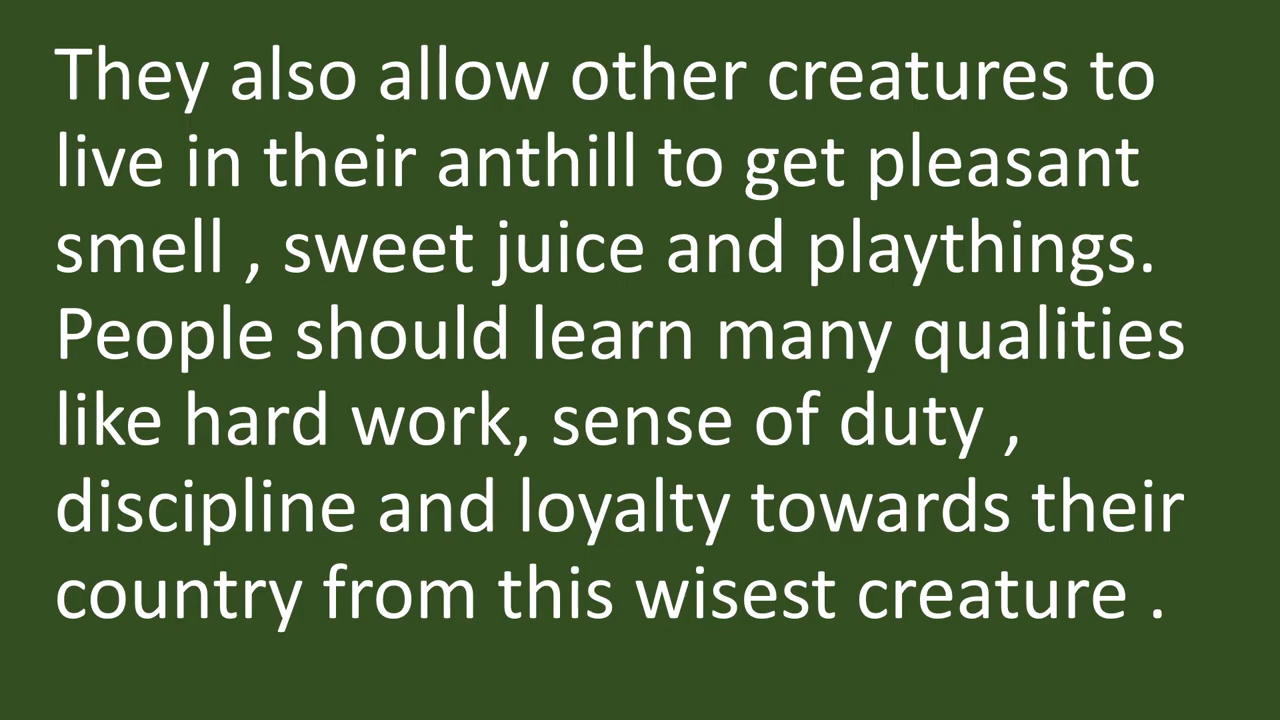 They also allow other creatures to
live in their anthill to get pleasant
smell , sweet juice and playthings.
People should learn many qualities
like hard work, sense of duty ,
discipline and loyalty towards their
country from this wisest creature .